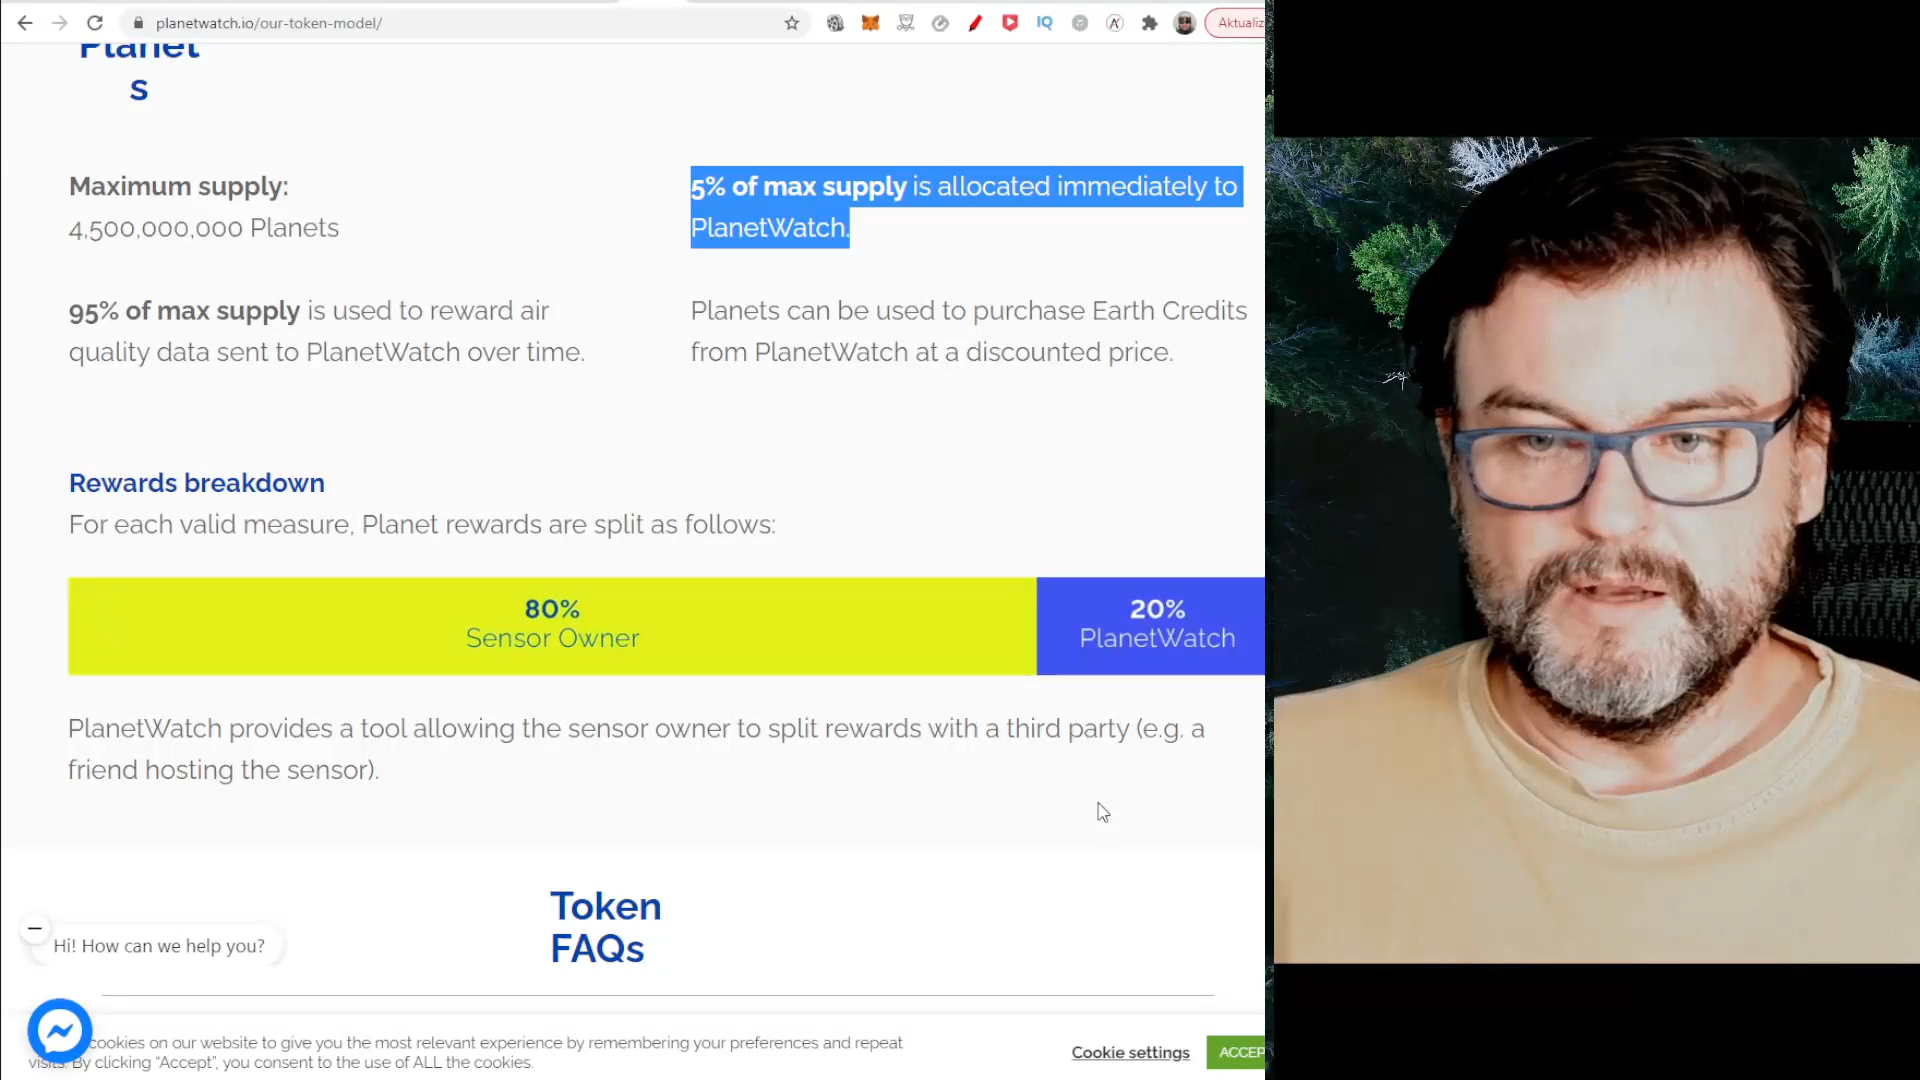 planetwatch.io/our-token-model/
IQ
Aktualiz
Planet
s
Maximum supply:
4,500,000,000 Planets
5% of max supply is allocated immediately to
PlanetWatch.
95% of max supply is used to reward air
quality data sent to PlanetWatch over time.
Planets can be used to purchase Earth Credits
from PlanetWatch at a discounted price.
Rewards breakdown
For each valid measure, Planet rewards are split as follows:
80%
Sensor Owner
20%
PlanetWatch
PlanetWatch provides a tool allowing the sensor owner to split rewards with a third party (e.g. a
friend hosting the sensor).
Token
FAQs
Hi! How can we help you?
cookies on our website to give you the most relevant experience by remembering your preferences and repeat
visits. By clicking “Accept”, you consent to the use of ALL the cookies.
Cookie settings
ACCEP